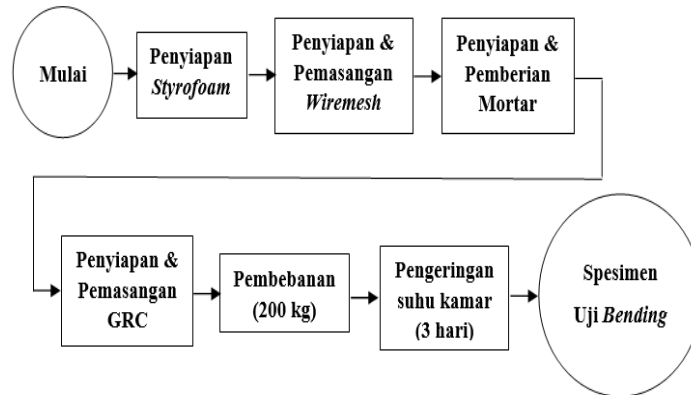 Mulai
Penyiapan
Styrofoam
Penyiapan &
Pemasangan
Wiremesh
Penyiapan &
Pemberian
Mortar
Penyiapan &
Pemasangan
GRC
Pembebanan
(200 kg)
Pengeringan
suhu kamar
(3 hari)
Spesimen
Uji Bending